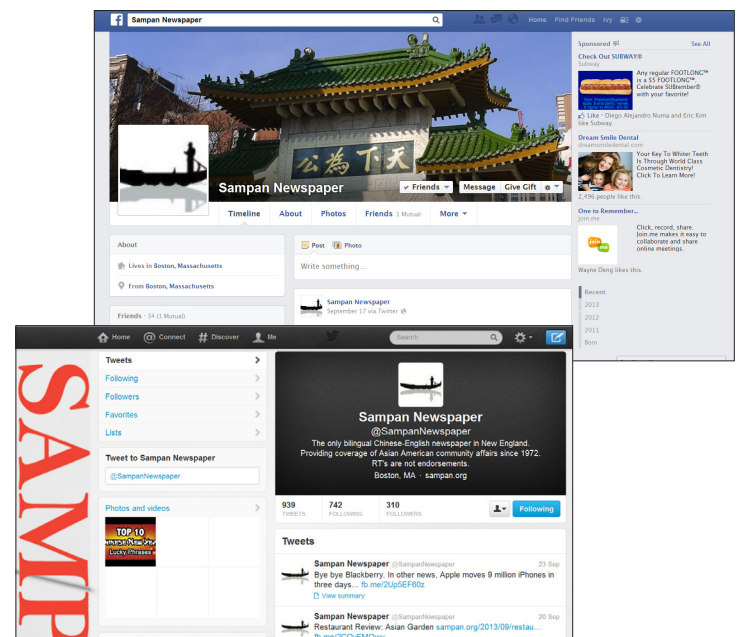 Sampan Newspaper
Home Find Friends Ivy
Sponsored See All
Check Out SUBWAY®
Subway
Any regular FOOTLONG™
is a $5 FOOTLONG™.
Celebrate SUBtember®
with your favorite!
Like · Diego Alejandro Numa and Eric Kim
like Subway.
Dream Smile Dental
dreamsmiledental.com
Your Key To Whiter Teeth
Is Through World Class
Cosmetic Dentistry!
Click To Learn More!
2,496 people like this.
One to Remember...
join.me
Click, record, share.
Join.me makes it easy to
collaborate and share
online meetings.
join
me
Wayne Deng likes this.
Recent
2013
2012
2011
Born
公為下天
Sampan Newspaper
Friends Message Give Gift
Timeline About Photos Friends 1 Mutual More
About
Lives in Boston, Massachusetts
From Boston, Massachusetts
Friends · 54 (1 Mutual)
Post Photo
Write something...
Sampan Newspaper
September 17 via Twitter
Home Connect Discover Me Search
SAMP
Tweets
Following
Followers
Favorites
Lists
Tweet to Sampan Newspaper
@SampanNewspaper
Photos and videos
TOP 10
Lucky Phrases
Sampan Newspaper
@SampanNewspaper
The only bilingual Chinese-English newspaper in New England.
Providing coverage of Asian American community affairs since 1972.
RT's are not endorsements.
Boston, MA · sampan.org
939 TWEETS
742 FOLLOWING
310 FOLLOWERS
Following
Tweets
Sampan Newspaper @SampanNewspaper 23 Sep
Bye bye Blackberry. In other news, Apple moves 9 million iPhones in
three days... fb.me/2Up5EF60z
View summary
Sampan Newspaper @SampanNewspaper 20 Sep
Restaurant Review: Asian Garden sampan.org/2013/09/restau...